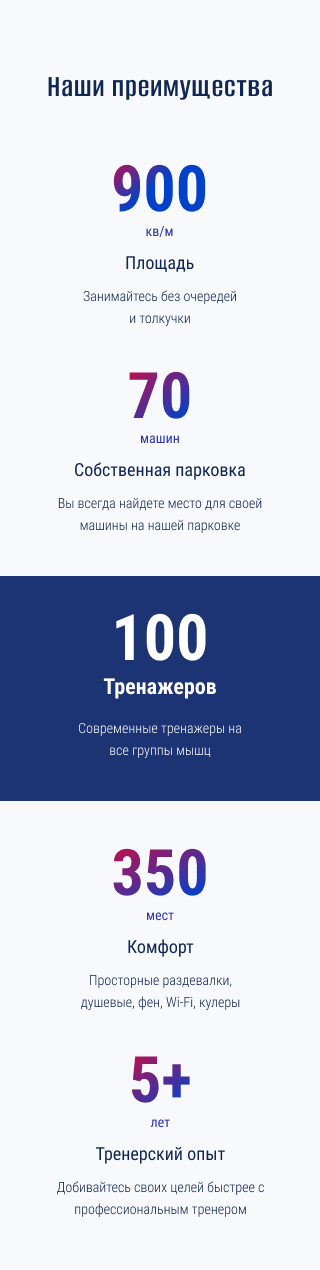 Наши преимущества
900
кв/м
Площадь
Занимайтесь без очередей
и толкучки
70
машин
Собственная парковка
Вы всегда найдете место для своей
машины на нашей парковке
100
Тренажеров
Современные тренажеры на
все группы мышц
350
мест
Комфорт
Просторные раздевалки,
душевые, фен, Wi-Fi, кулеры
5+
лет
Тренерский опыт
Добивайтесь своих целей быстрее с
профессиональным тренером